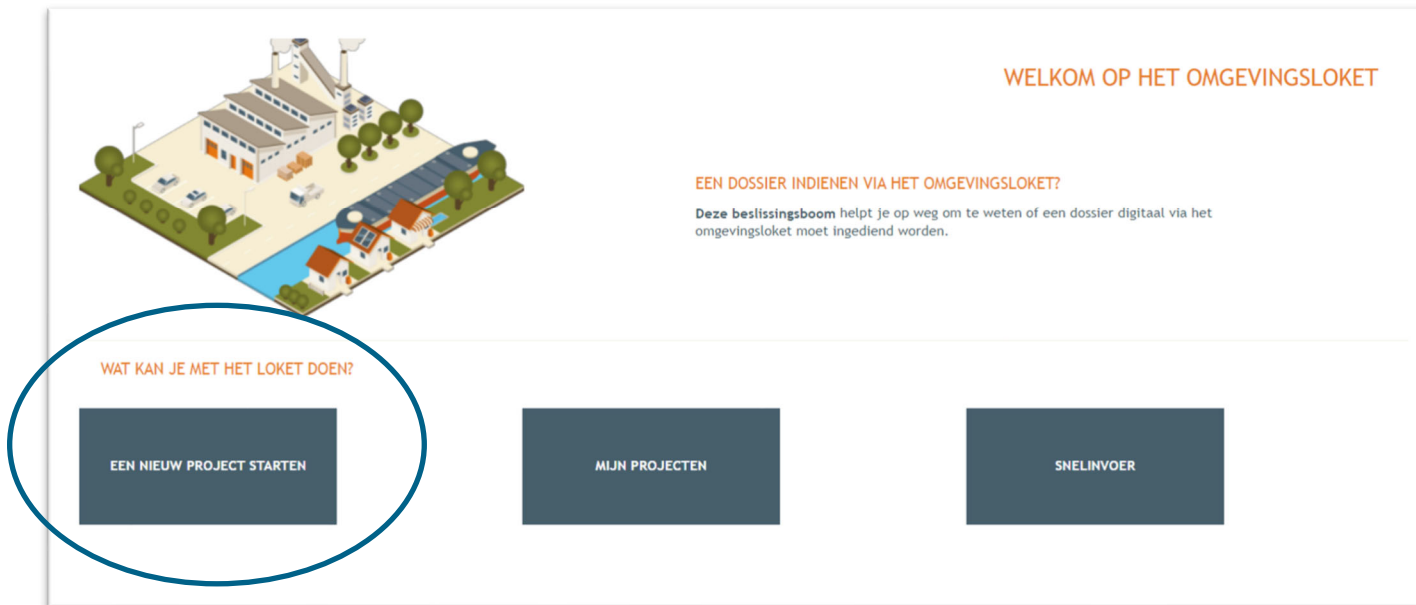 WELKOM OP HET OMGEVINGSLOKET
EEN DOSSIER INDIENEN VIA HET OMGEVINGSLOKET?
Deze beslissingsboom helpt je op weg om te weten of een dossier digitaal via het
omgevingsloket moet ingediend worden.
WAT KAN JE MET HET LOKET DOEN?
EEN NIEUW PROJECT STARTEN
MIJN PROJECTEN
SNELINVOER